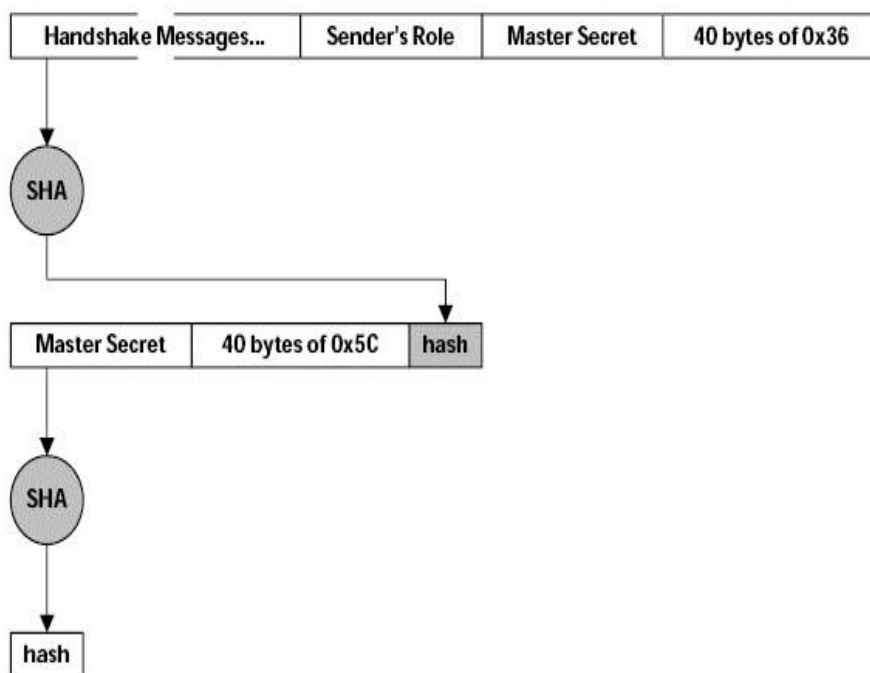 Handshake Messages... Sender's Role Master Secret 40 bytes of 0x36
SHA
Master Secret 40 bytes of 0x5C hash
SHA
hash